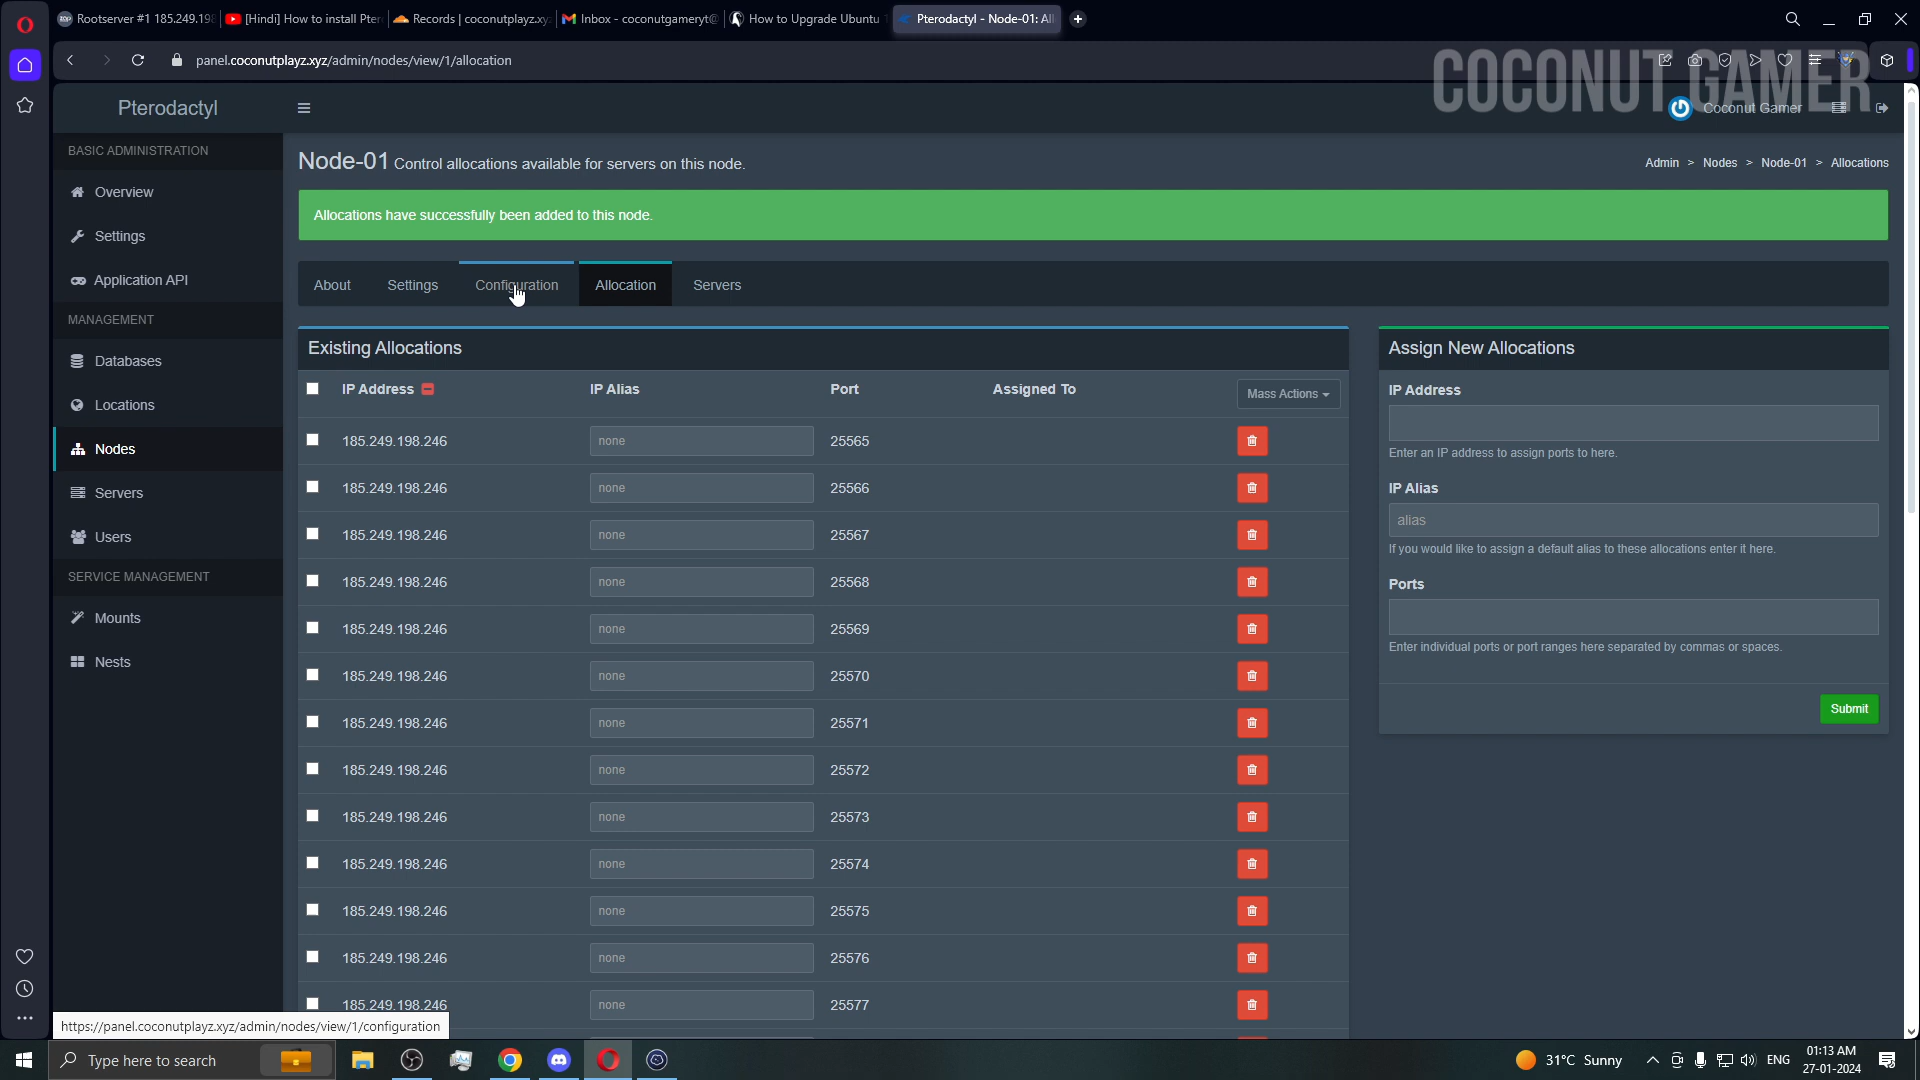 Rootserver #1 185.249.198
[Hindi] How to install Pter
Records | coconutplayz.xy
Inbox - coconutgameryt@
How to Upgrade Ubuntu
Pterodactyl - Node-01: All
panel.coconutplayz.xyz/admin/nodes/view/1/allocation
COCONUT GAMER
Pterodactyl
Coconut Gamer
BASIC ADMINISTRATION
Overview
Settings
Application API
MANAGEMENT
Databases
Locations
Nodes
Servers
Users
SERVICE MANAGEMENT
Mounts
Nests
Node-01 Control allocations available for servers on this node.
Admin > Nodes > Node-01 > Allocations
Allocations have successfully been added to this node.
About Settings Configuration Allocation Servers
Existing Allocations
IP Address IP Alias Port Assigned To Mass Actions
185.249.198.246 none 25565
185.249.198.246 none 25566
185.249.198.246 none 25567
185.249.198.246 none 25568
185.249.198.246 none 25569
185.249.198.246 none 25570
185.249.198.246 none 25571
185.249.198.246 none 25572
185.249.198.246 none 25573
185.249.198.246 none 25574
185.249.198.246 none 25575
185.249.198.246 none 25576
185.249.198.246 none 25577
Assign New Allocations
IP Address
Enter an IP address to assign ports to here.
IP Alias
alias
If you would like to assign a default alias to these allocations enter it here.
Ports
Enter individual ports or port ranges here separated by commas or spaces.
Submit
https://panel.coconutplayz.xyz/admin/nodes/view/1/configuration
Type here to search
31°C Sunny
ENG
01:13 AM
27-01-2024